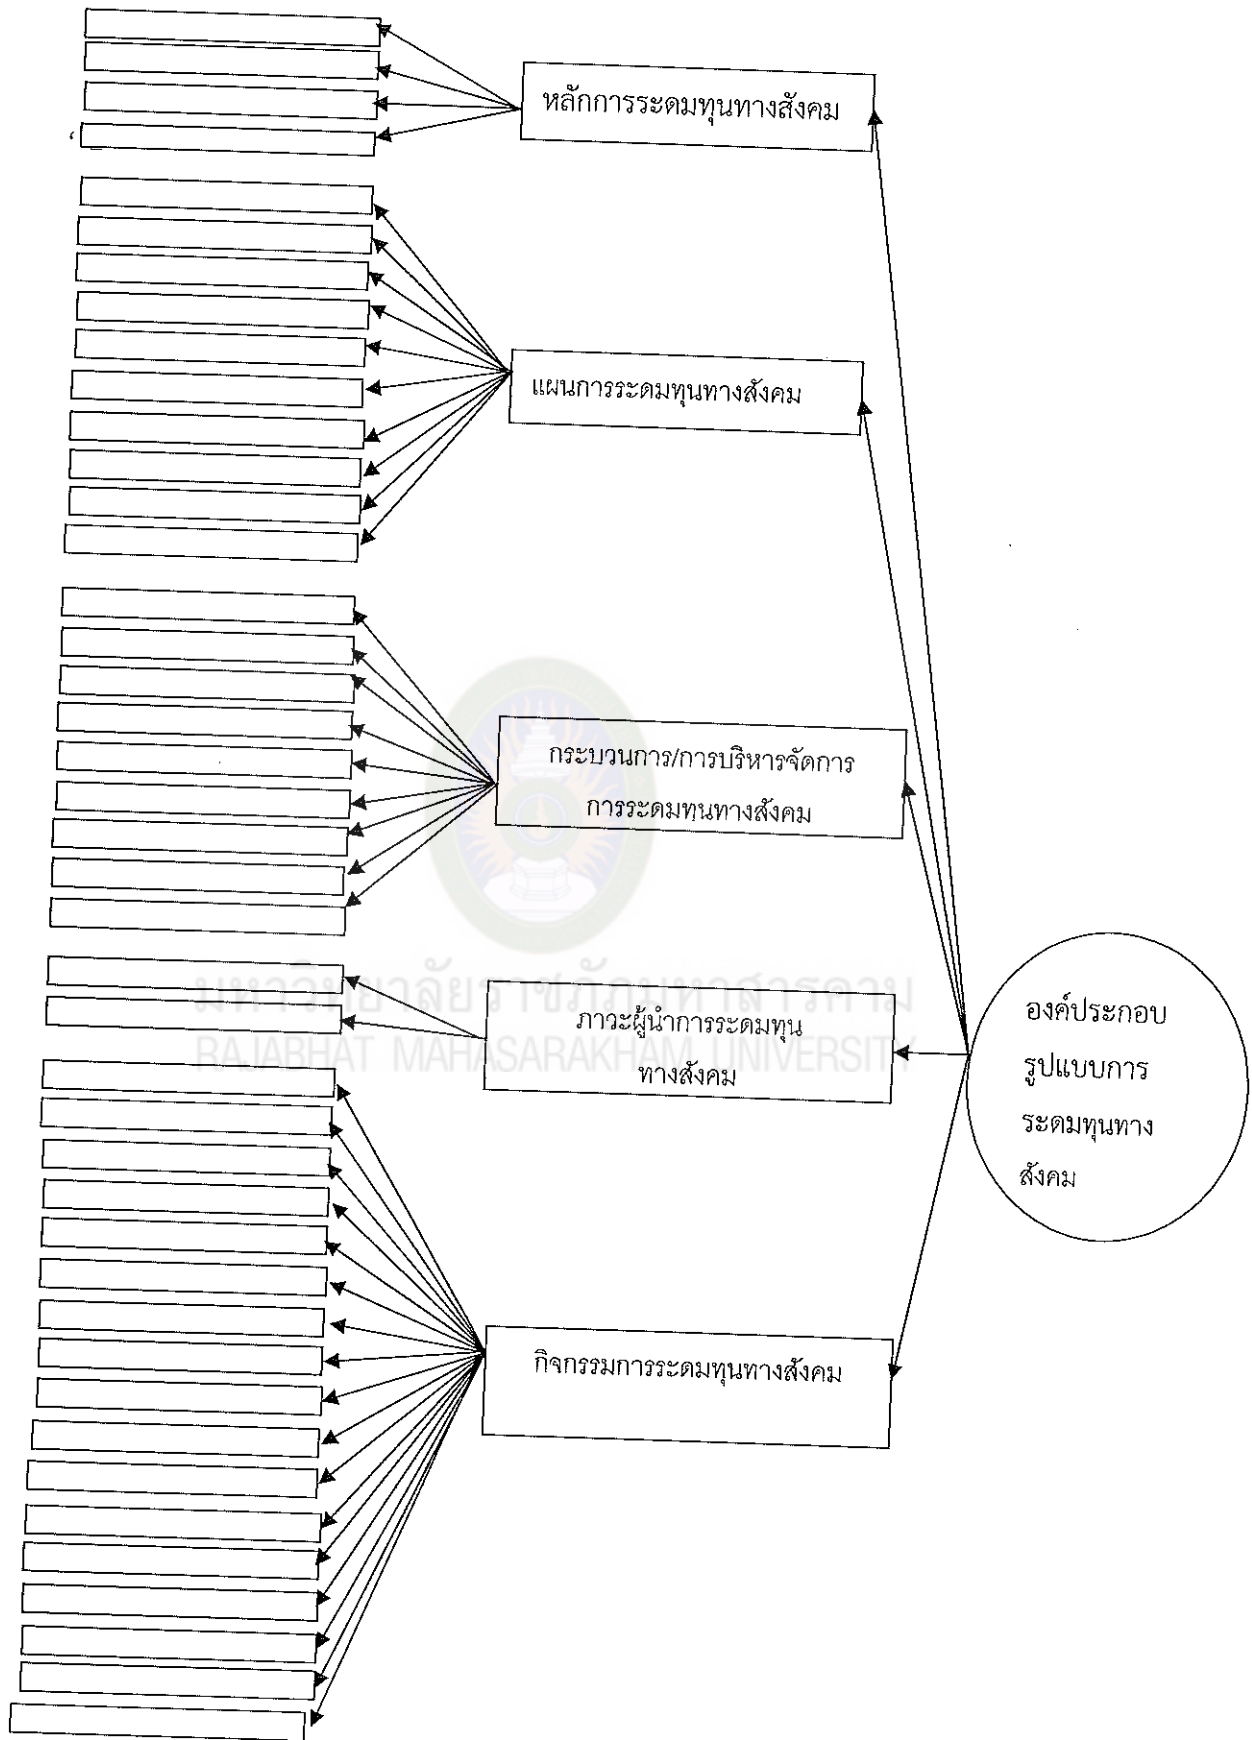 หลักการระดมทุนทางสังคม
แผนการระดมทุนทางสังคม
กระบวนการ/การบริหารจัดการ
การระดมทุนทางสังคม
มหาวิทยาลัยราชภัฏมหาสารคาม
RAJABHAT MAHASARAKHAM UNIVERSITY
ภาวะผู้นำการระดมทุน
ทางสังคม
องค์ประกอบ
รูปแบบการ
ระดมทุนทาง
สังคม
กิจกรรมการระดมทุนทางสังคม